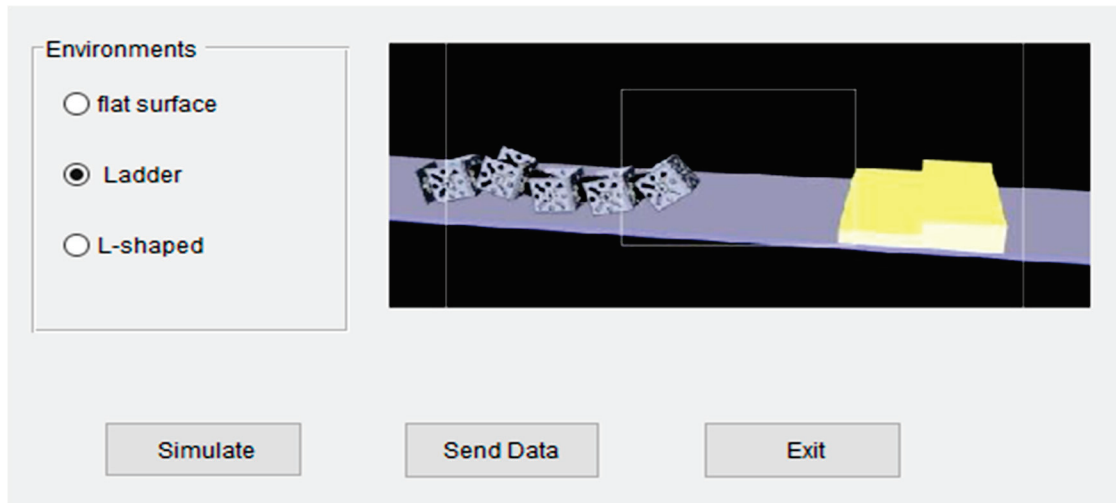 Environments
flat surface
Ladder
L-shaped
Simulate
Send Data
Exit